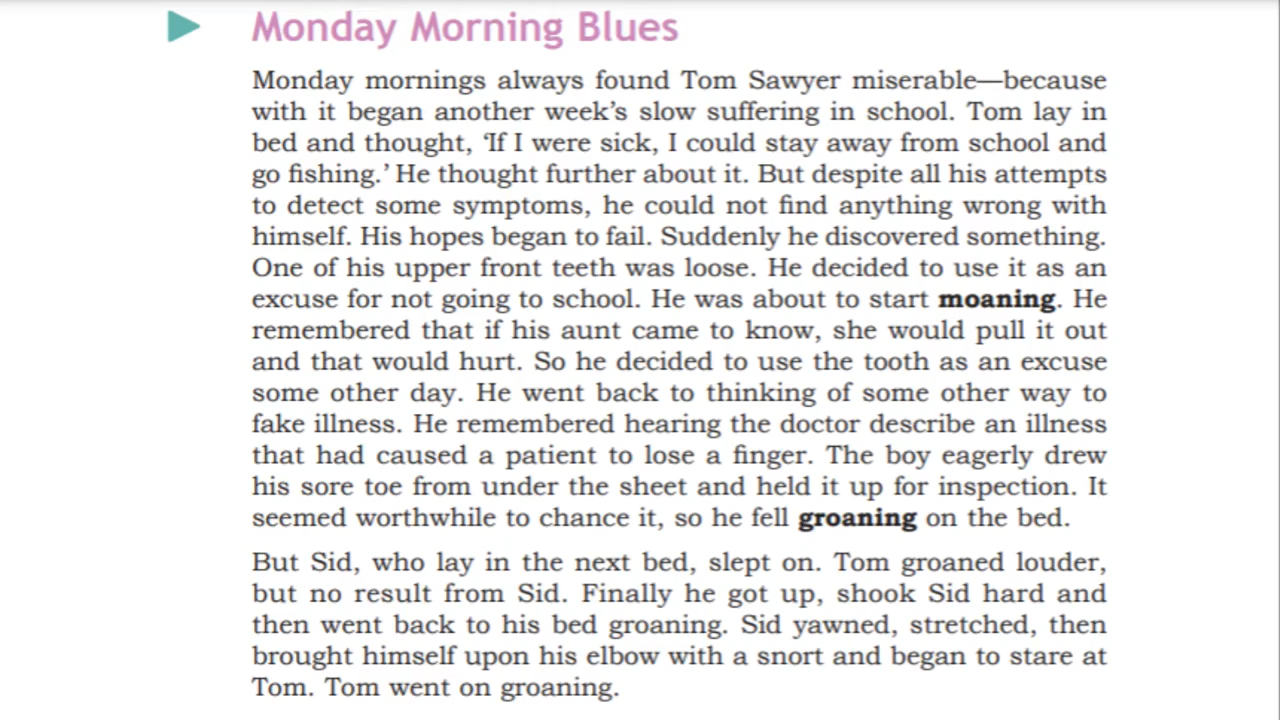 Monday Morning Blues
Monday mornings always found Tom Sawyer miserable—because
with it began another week’s slow suffering in school. Tom lay in
bed and thought, ‘If I were sick, I could stay away from school and
go fishing.’ He thought further about it. But despite all his attempts
to detect some symptoms, he could not find anything wrong with
himself. His hopes began to fail. Suddenly he discovered something.
One of his upper front teeth was loose. He decided to use it as an
excuse for not going to school. He was about to start moaning. He
remembered that if his aunt came to know, she would pull it out
and that would hurt. So he decided to use the tooth as an excuse
some other day. He went back to thinking of some other way to
fake illness. He remembered hearing the doctor describe an illness
that had caused a patient to lose a finger. The boy eagerly drew
his sore toe from under the sheet and held it up for inspection. It
seemed worthwhile to chance it, so he fell groaning on the bed.
But Sid, who lay in the next bed, slept on. Tom groaned louder,
but no result from Sid. Finally he got up, shook Sid hard and
then went back to his bed groaning. Sid yawned, stretched, then
brought himself upon his elbow with a snort and began to stare at
Tom. Tom went on groaning.